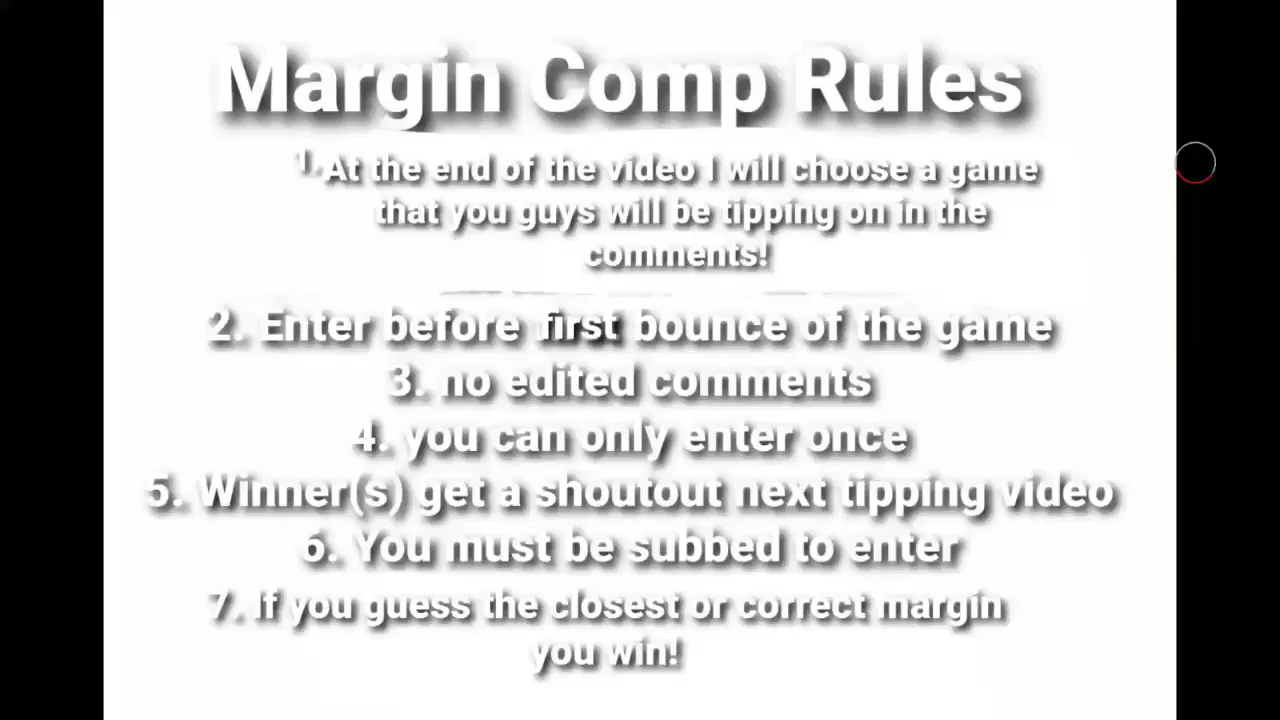 Margin Comp Rules
1. At the end of the video I will choose a game
that you guys will be tipping on in the
comments!
2. Enter before first bounce of the game
3. no edited comments
4. you can only enter once
5. Winner(s) get a shoutout next tipping video
6. You must be subbed to enter
7. If you guess the closest or correct margin
you win!